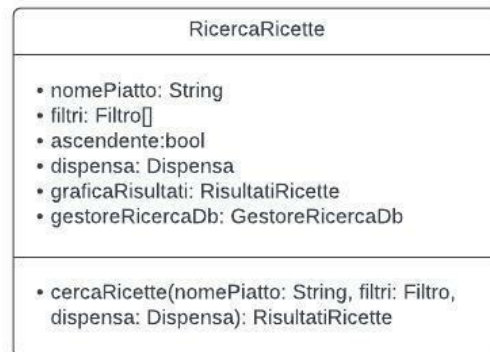 RicercaRicette
• nomePiatto: String
• filtri: Filtro[]
• ascendente:bool
• dispensa: Dispensa
• graficaRisultati: RisultatiRicette
• gestoreRicercaDb: GestoreRicercaDb
• cercaRicette(nomePiatto: String, filtri: Filtro,
dispensa: Dispensa): RisultatiRicette